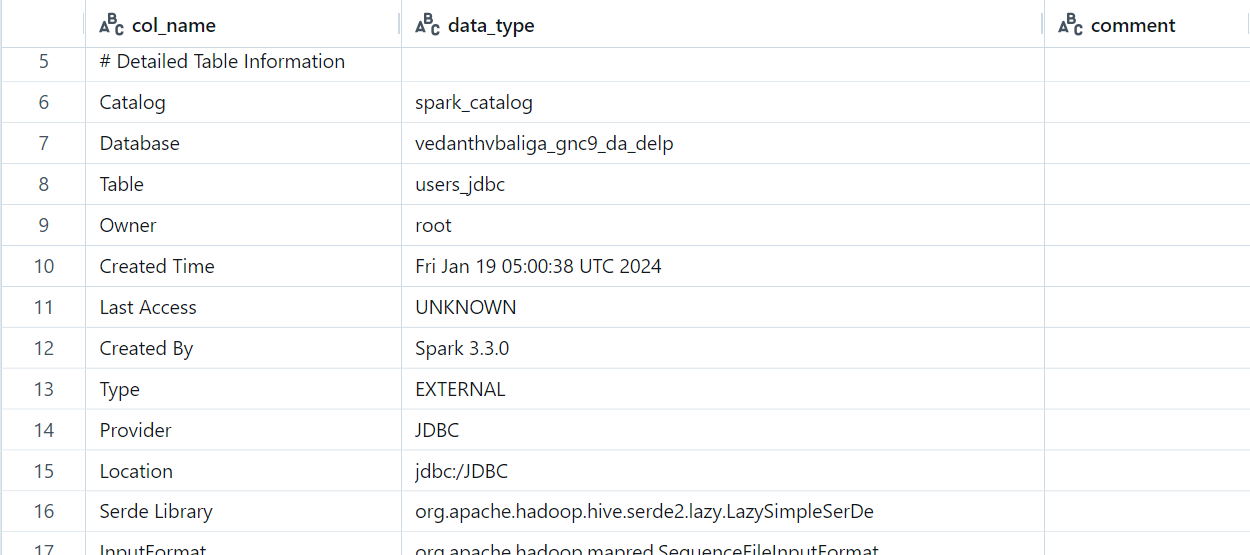 ABC col_name ABC data_type ABC comment
5 # Detailed Table Information
6 Catalog spark_catalog
7 Database vedanthvbaliga_gnc9_da_delp
8 Table users_jdbc
9 Owner root
10 Created Time Fri Jan 19 05:00:38 UTC 2024
11 Last Access UNKNOWN
12 Created By Spark 3.3.0
13 Type EXTERNAL
14 Provider JDBC
15 Location jdbc:/JDBC
16 Serde Library org.apache.hadoop.hive.serde2.lazy.LazySimpleSerDe
17 InputFormat org.apache.hadoop.mapred.SequenceFileInputFormat